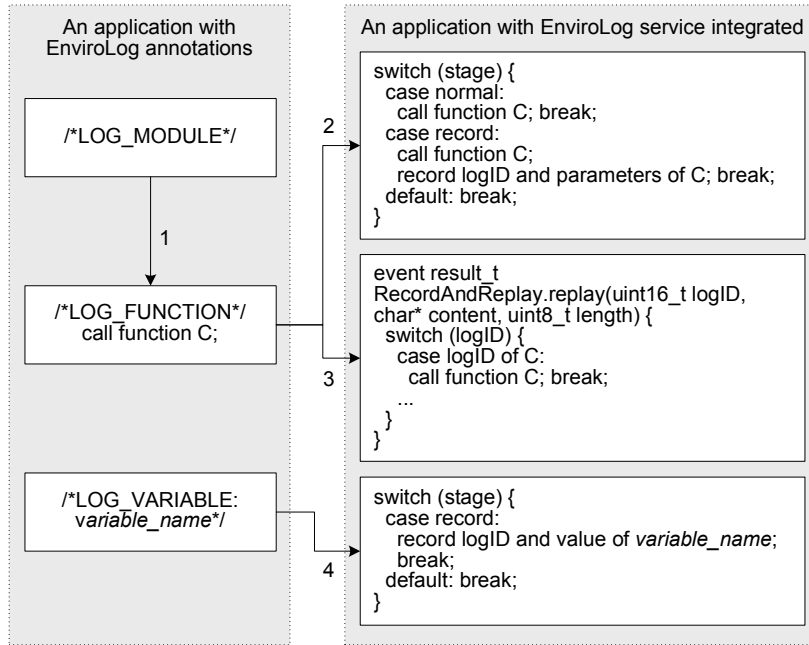 An application with
EnviroLog annotations
/*LOG_MODULE*/
1
/*LOG_FUNCTION*/
call function C;
/*LOG_VARIABLE:
variable_name*/
2
3
4
An application with EnviroLog service integrated
switch (stage) {
case normal:
call function C; break;
case record:
call function C;
record logID and parameters of C; break;
default: break;
}
event result_t
RecordAndReplay.replay(uint16_t logID,
char* content, uint8_t length) {
switch (logID) {
case logID of C:
call function C; break;
...
}
}
switch (stage) {
case record:
record logID and value of variable_name;
break;
default: break;
}